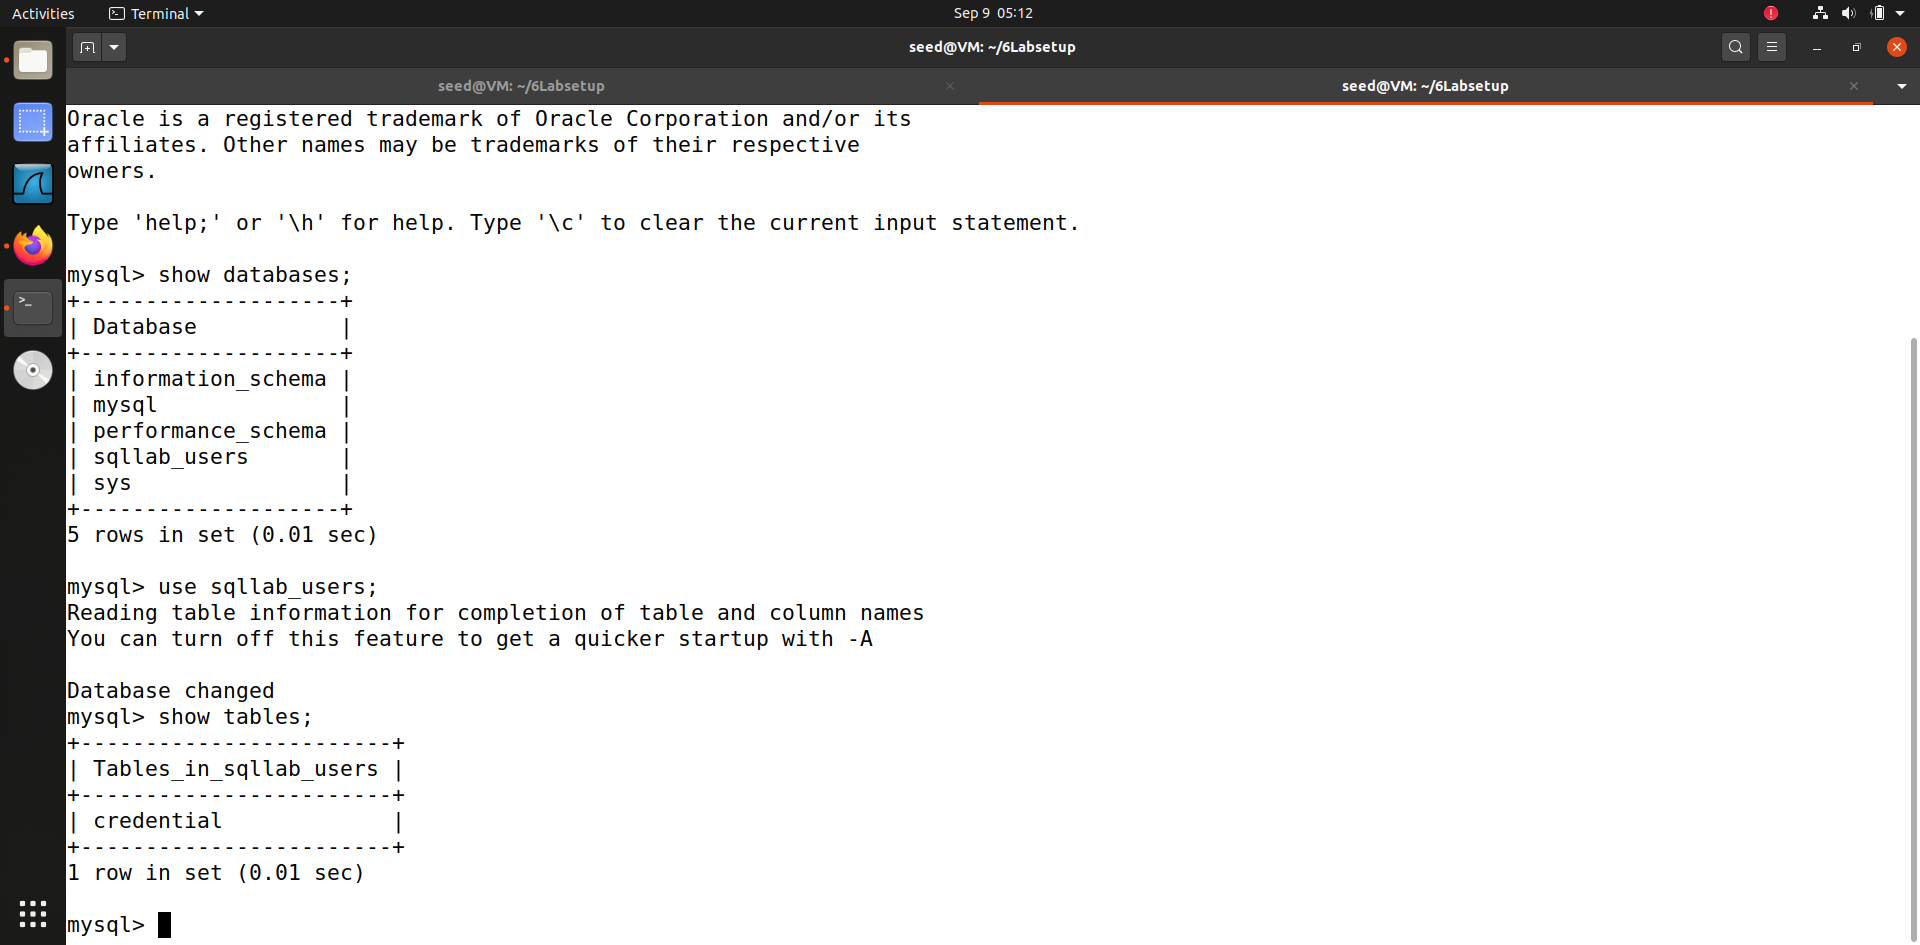 Activities
Terminal
Sep 9 05:12
seed@VM: ~/6Labsetup
seed@VM: ~/6Labsetup
seed@VM: ~/6Labsetup
Oracle is a registered trademark of Oracle Corporation and/or its
affiliates. Other names may be trademarks of their respective
owners.
Type 'help;' or '\h' for help. Type '\c' to clear the current input statement.
mysql> show databases;
+--------------------+
| Database           |
+--------------------+
| information_schema |
| mysql              |
| performance_schema |
| sqllab_users       |
| sys                |
+--------------------+
5 rows in set (0.01 sec)
mysql> use sqllab_users;
Reading table information for completion of table and column names
You can turn off this feature to get a quicker startup with -A
Database changed
mysql> show tables;
+------------------------+
| Tables_in_sqllab_users |
+------------------------+
| credential             |
+------------------------+
1 row in set (0.01 sec)
mysql>